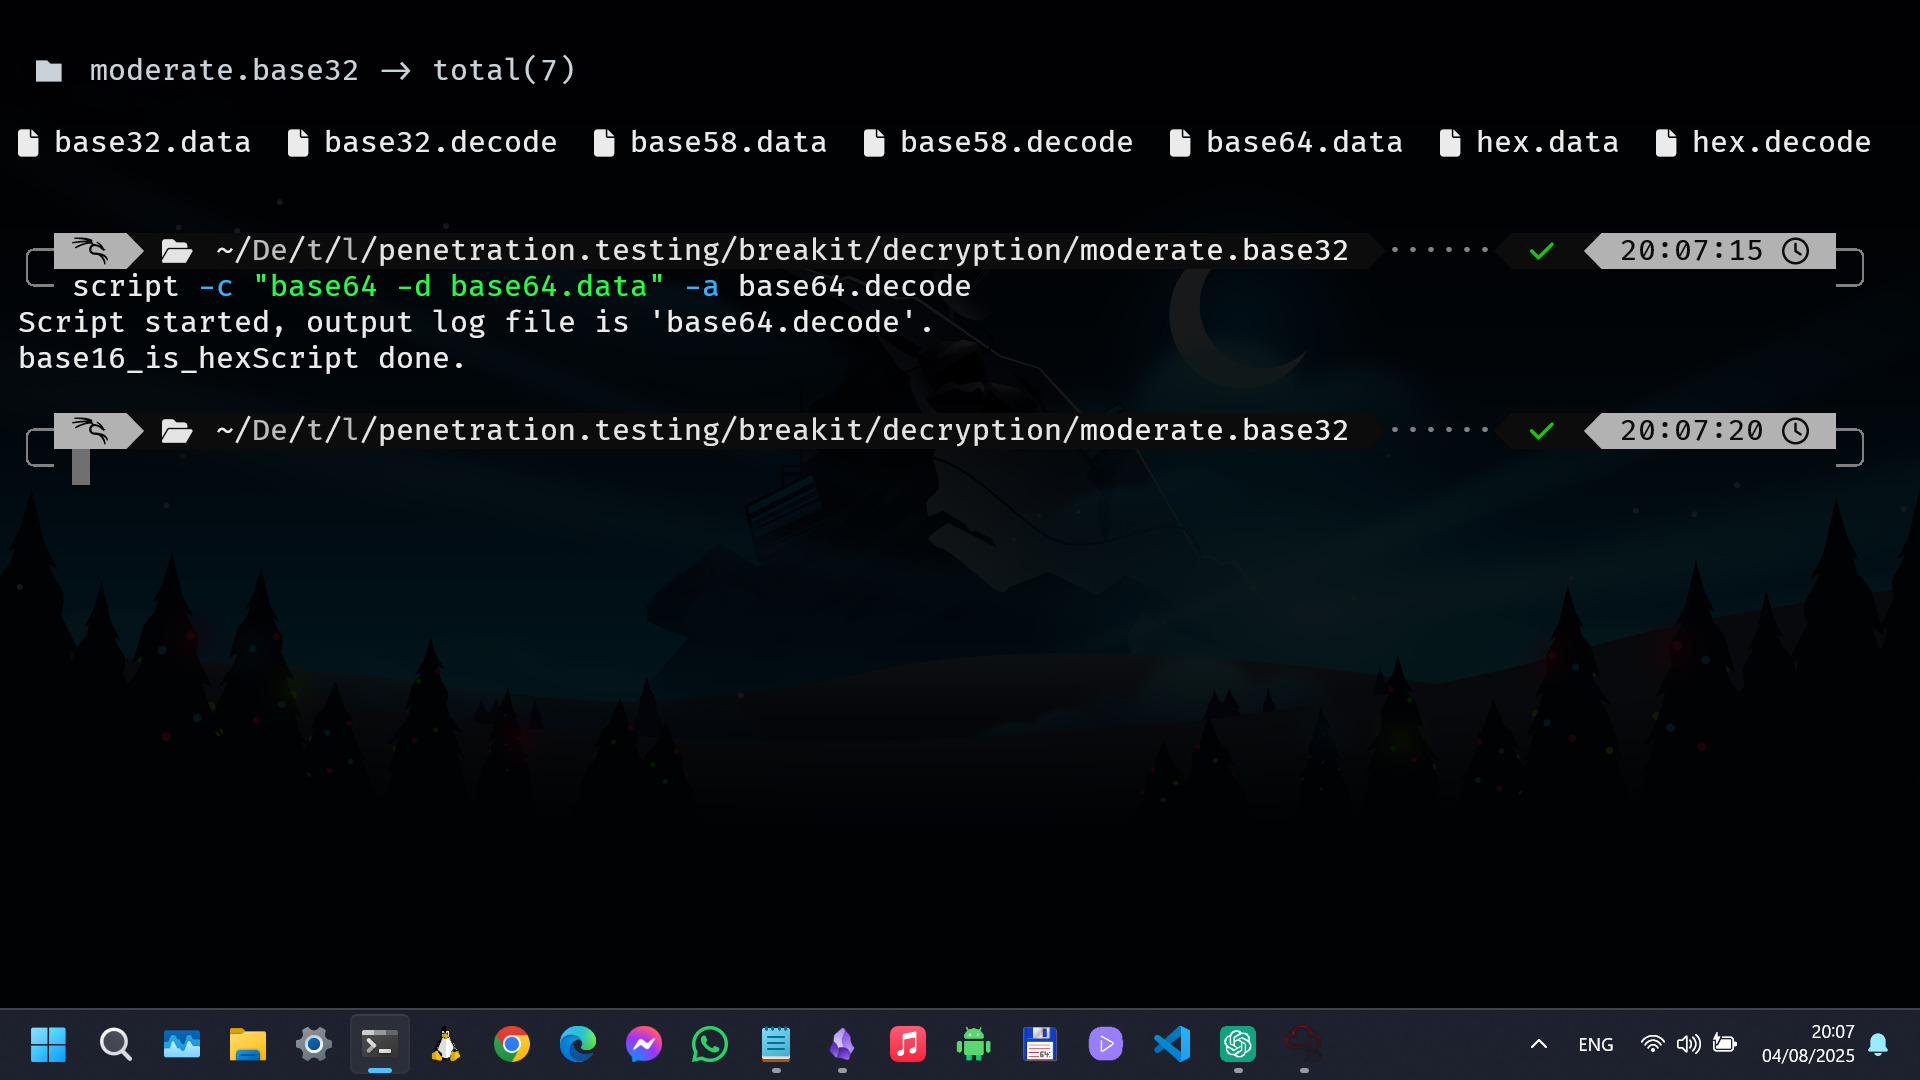 moderate.base32 → total(7)
base32.data base32.decode base58.data base58.decode base64.data hex.data hex.decode
~/De/t/l/penetration.testing/breakit/decryption/moderate.base32 ······ ✓ 20:07:15
script -c "base64 -d base64.data" -a base64.decode
Script started, output log file is 'base64.decode'.
base16_is_hexScript done.
~/De/t/l/penetration.testing/breakit/decryption/moderate.base32 ······ ✓ 20:07:20
64
ENG
20:07
04/08/2025